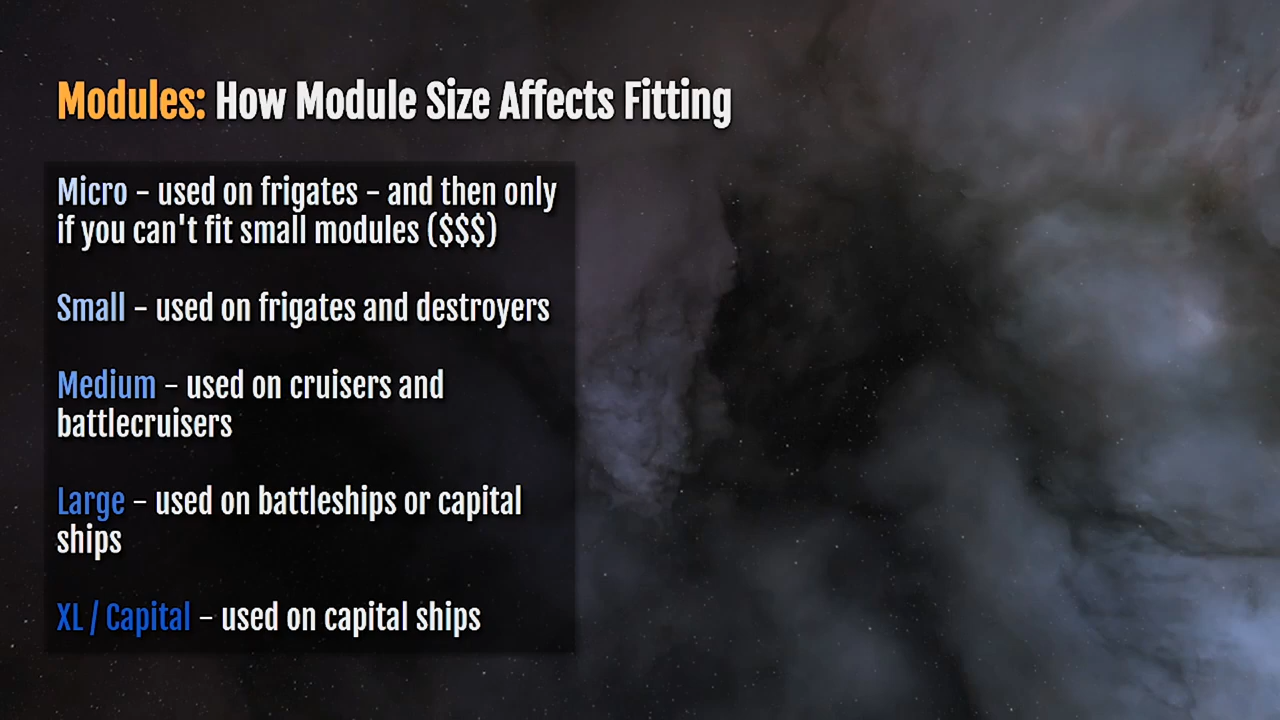 Modules: How Module Size Affects Fitting
Micro – used on frigates – and then only
if you can't fit small modules ($$$)
Small – used on frigates and destroyers
Medium – used on cruisers and
battlecruisers
Large – used on battleships or capital
ships
XL / Capital – used on capital ships